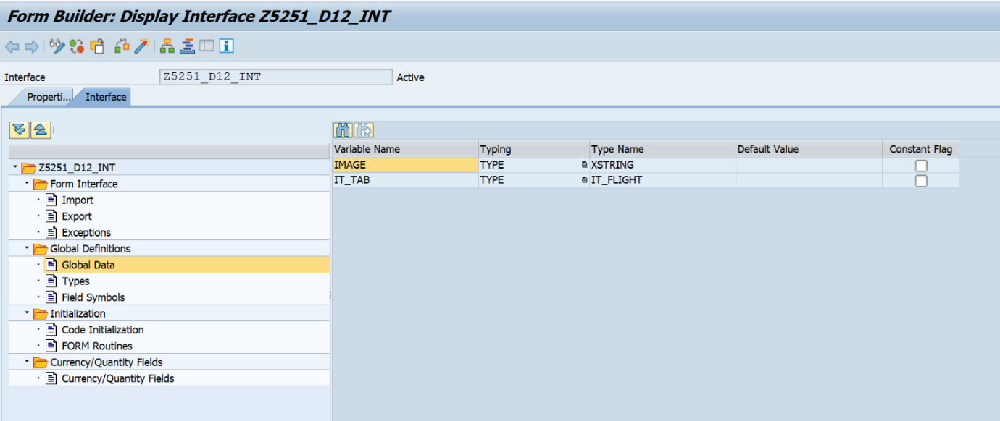 Form Builder: Display Interface Z5251_D12_INT
Interface Z5251_D12_INT Active
Properti... Interface
Variable Name Typing Type Name Default Value Constant Flag
IMAGE TYPE XSTRING
IT_TAB TYPE IT_FLIGHT
Z5251_D12_INT
Form Interface
Import
Export
Exceptions
Global Definitions
Global Data
Types
Field Symbols
Initialization
Code Initialization
FORM Routines
Currency/Quantity Fields
Currency/Quantity Fields